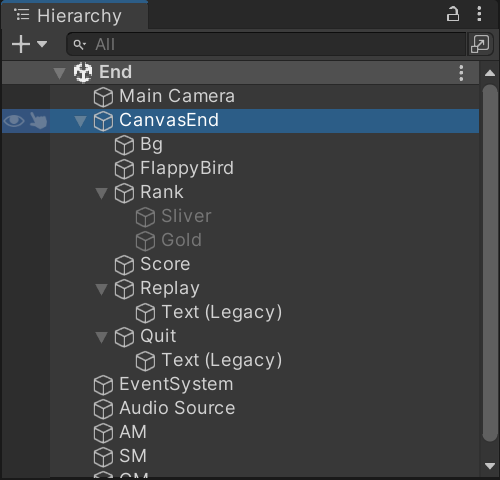 Hierarchy
All
End
Main Camera
CanvasEnd
Bg
FlappyBird
Rank
Sliver
Gold
Score
Replay
Text (Legacy)
Quit
Text (Legacy)
EventSystem
Audio Source
AM
SM